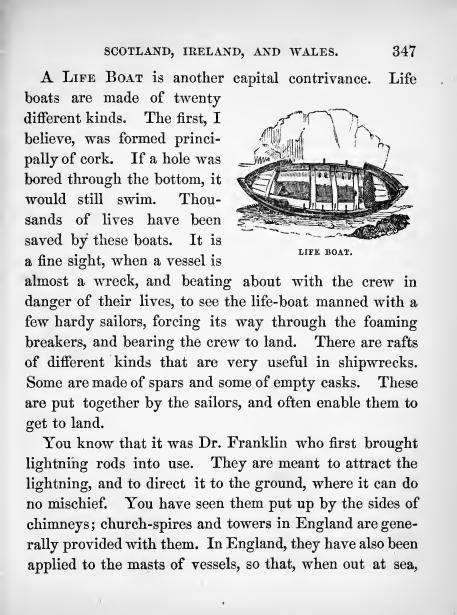 SCOTLAND, IRELAND, AND WALES. 347
A LIFE BOAT is another capital contrivance. Life
boats are made of twenty
different kinds. The first, I
believe, was formed princi-
pally of cork. If a hole was
bored through the bottom, it
would still swim. Thou-
sands of lives have been
saved by these boats. It is
a fine sight, when a vessel is
LIFE BOAT.
almost a wreck, and beating about with the crew in
danger of their lives, to see the life-boat manned with a
few hardy sailors, forcing its way through the foaming
breakers, and bearing the crew to land. There are rafts
of different kinds that are very useful in shipwrecks.
Some are made of spars and some of empty casks. These
are put together by the sailors, and often enable them to
get to land.
You know that it was Dr. Franklin who first brought
lightning rods into use. They are meant to attract the
lightning, and to direct it to the ground, where it can do
no mischief. You have seen them put up by the sides of
chimneys; church-spires and towers in England are gene-
rally provided with them. In England, they have also been
applied to the masts of vessels, so that, when out at sea,